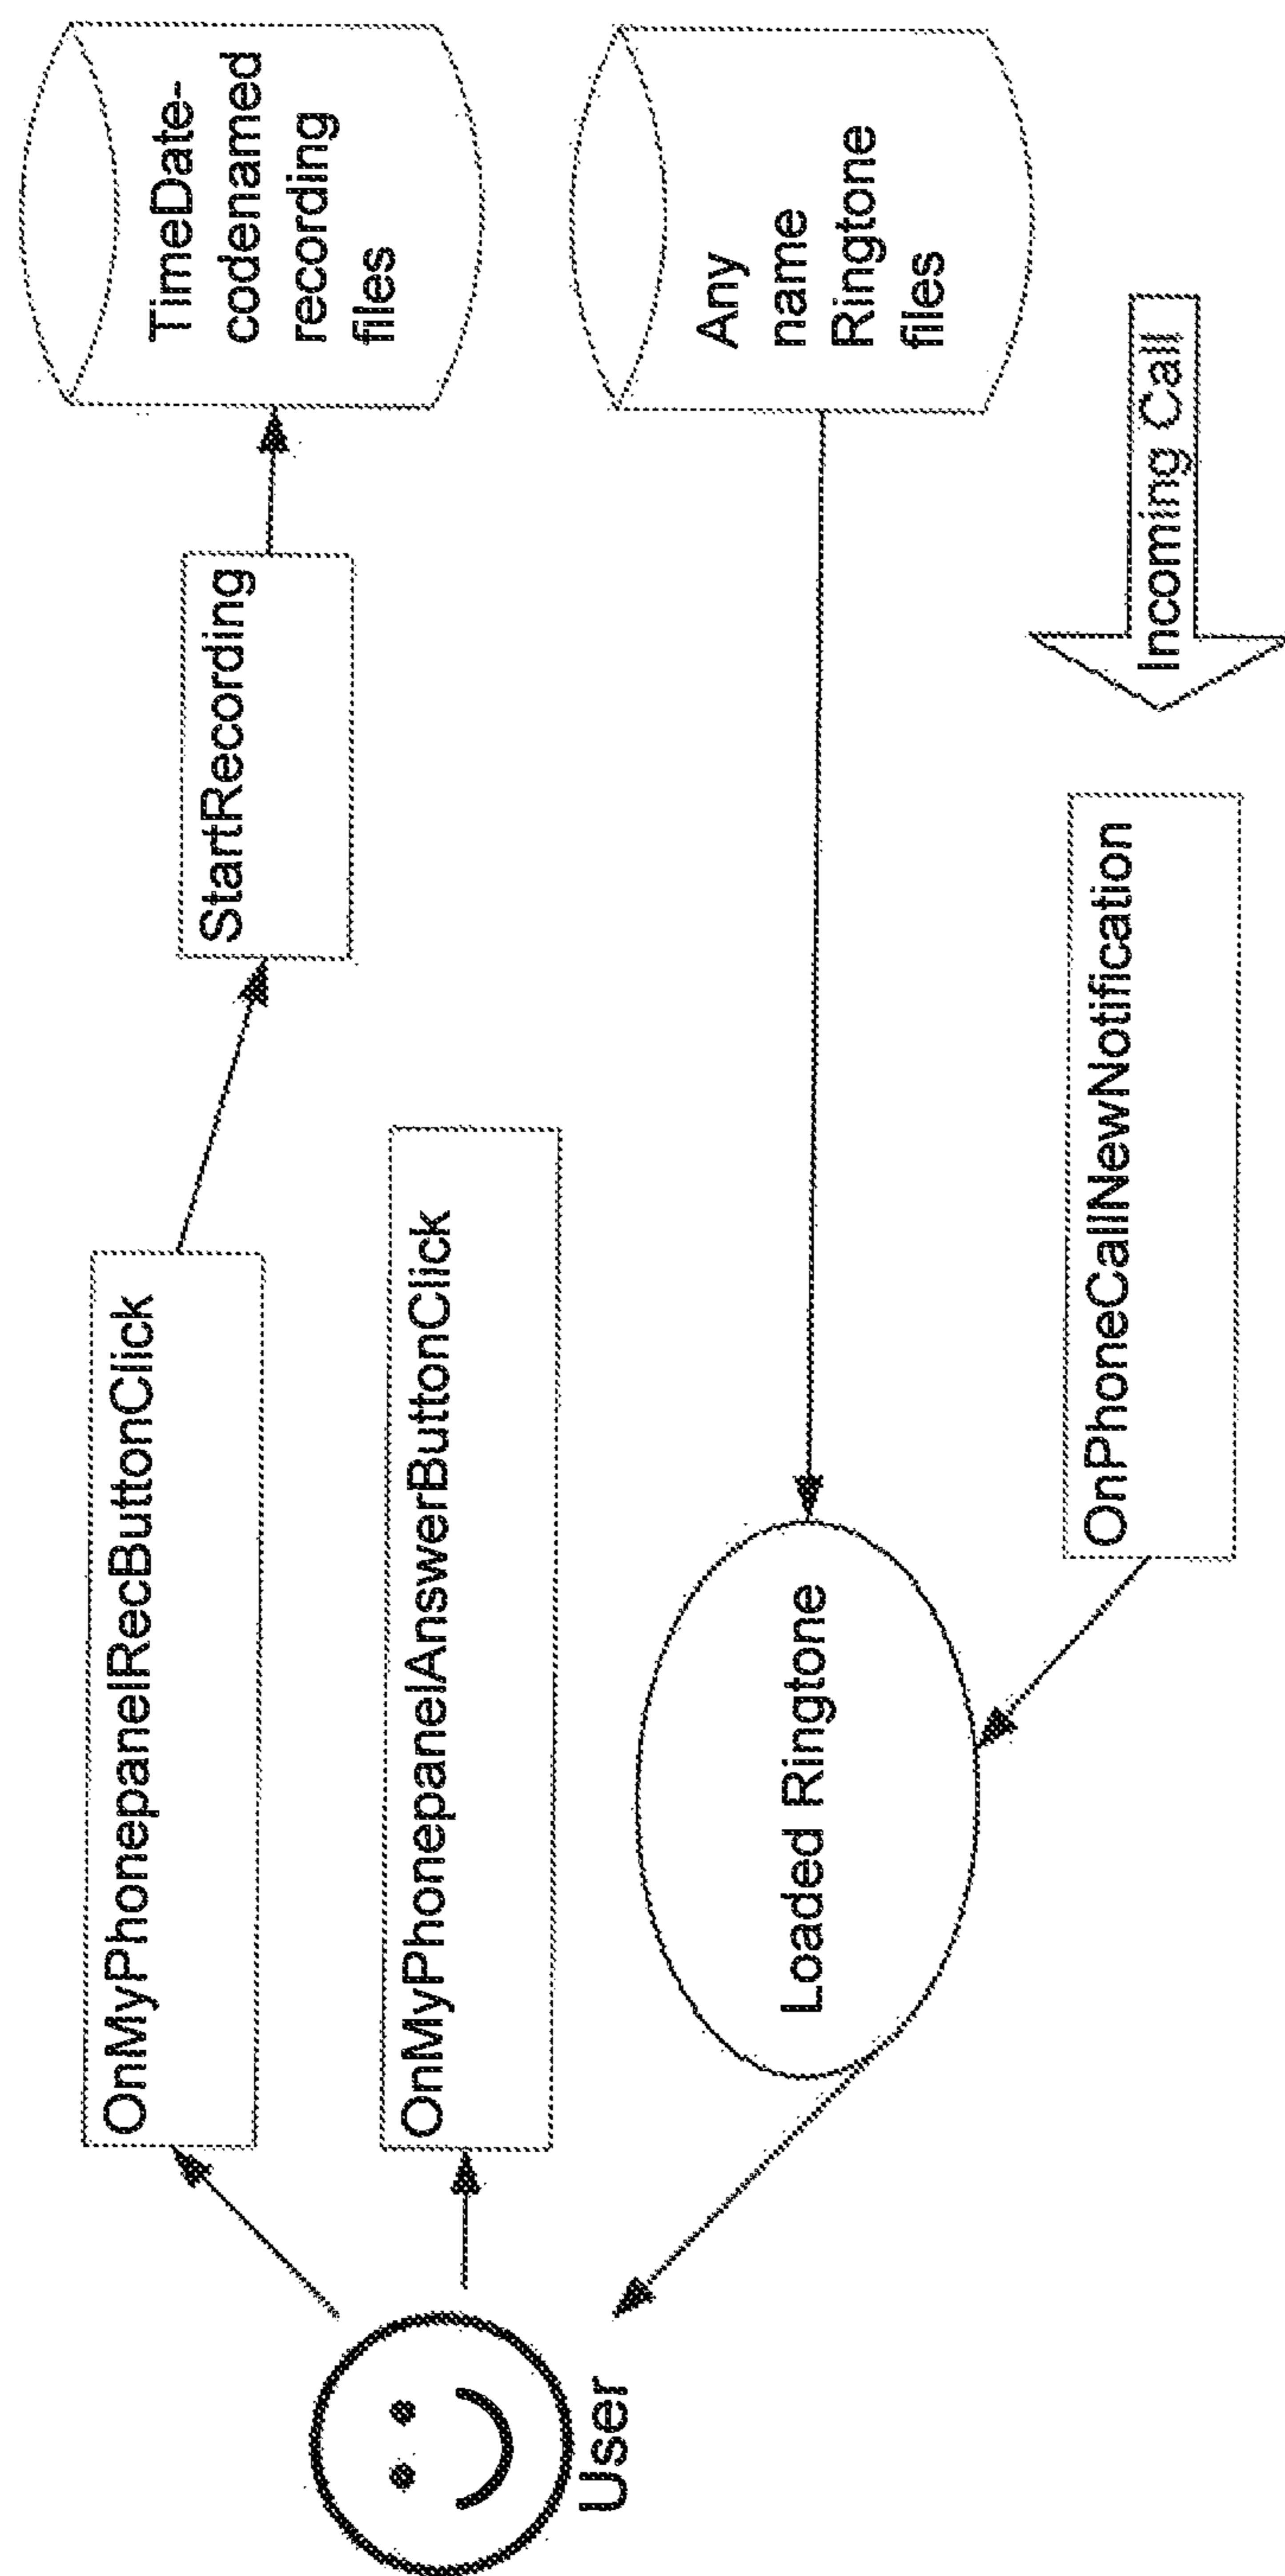 OnMyPhonepanelRecButtonClick
StartRecording
TimeDate-
codenamed
recording
files
OnMyPhonepanelAnswerButtonClick
User
Loaded Ringtone
Any
name
Ringtone
files
OnPhoneCallNewNotification
Incoming Call